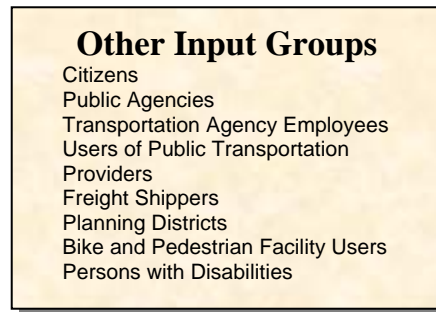 Other Input Groups
Citizens
Public Agencies
Transportation Agency Employees
Users of Public Transportation
Providers
Freight Shippers
Planning Districts
Bike and Pedestrian Facility Users
Persons with Disabilities